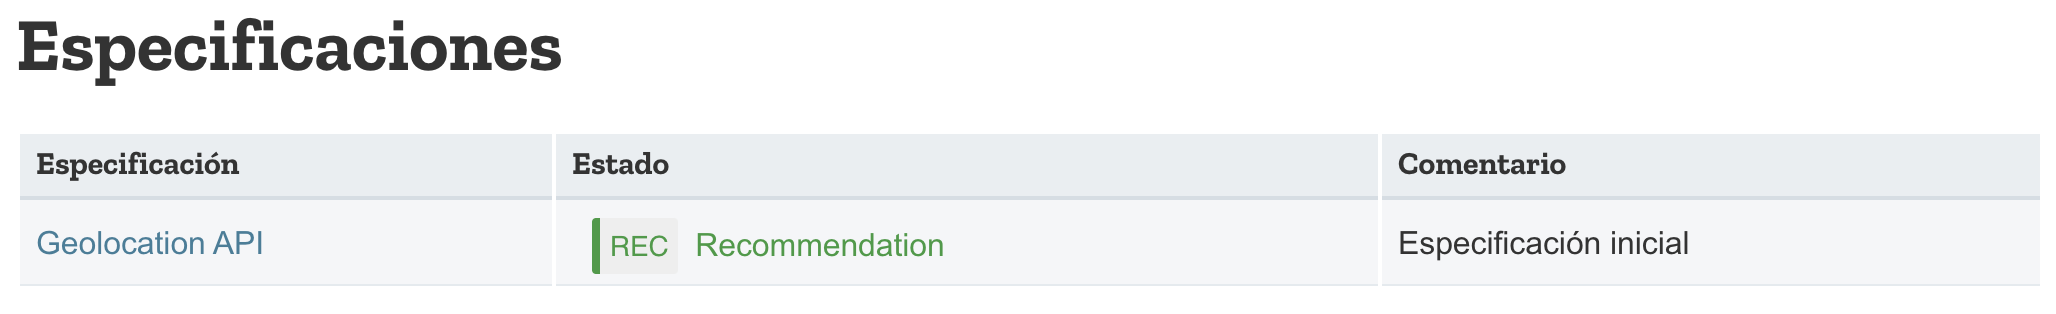 Especificaciones
Especificación Estado Comentario
Geolocation API REC Recommendation Especificación inicial